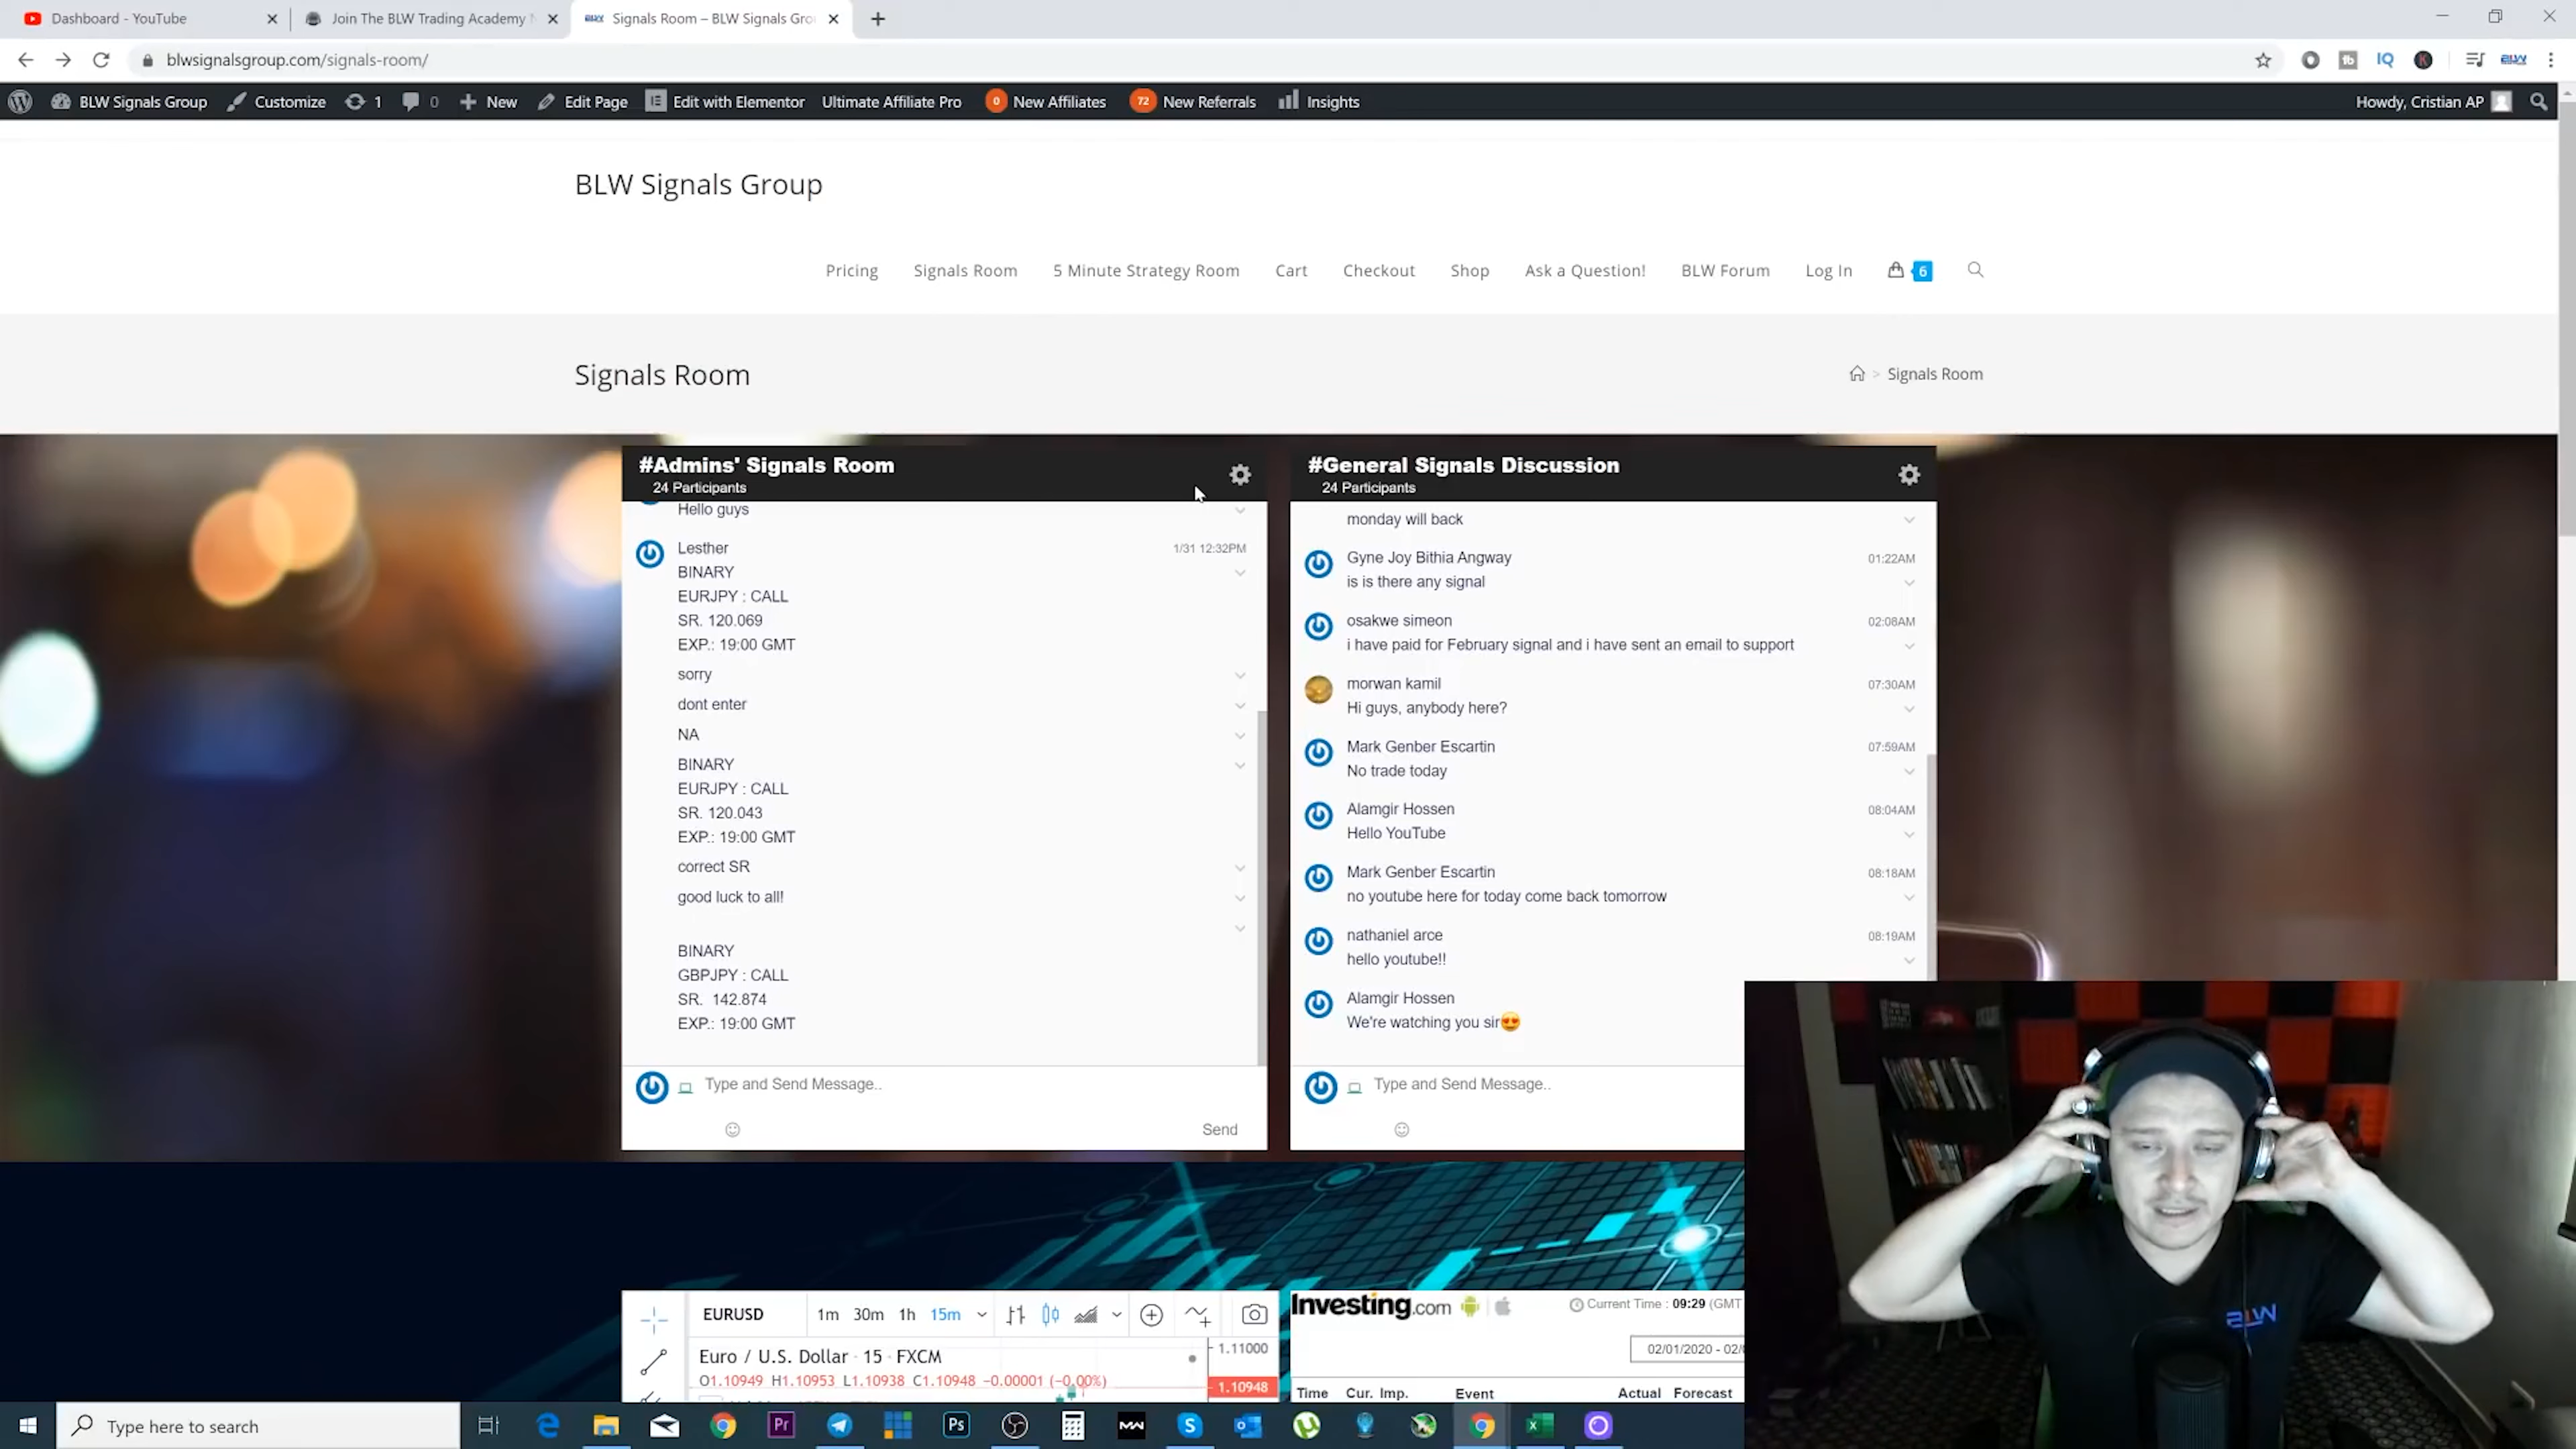 Dashboard - YouTube
Join The BLW Trading Academy
Signals Room – BLW Signals Gro
blwsignalsgroup.com/signals-room/
BLW Signals Group Customize 1 0 New Edit Page Edit with Elementor Ultimate Affiliate Pro 0 New Affiliates 72 New Referrals Insights Howdy, Cristian AP
BLW Signals Group
Pricing Signals Room 5 Minute Strategy Room Cart Checkout Shop Ask a Question! BLW Forum Log In 6
Signals Room
> Signals Room
#Admins' Signals Room
24 Participants
Hello guys
Lesther 1/31 12:32PM
BINARY
EURJPY : CALL
SR. 120.069
EXP.: 19:00 GMT
sorry
dont enter
NA
BINARY
EURJPY : CALL
SR. 120.043
EXP.: 19:00 GMT
correct SR
good luck to all!
BINARY
GBPJPY : CALL
SR. 142.874
EXP.: 19:00 GMT
Type and Send Message..
Send
#General Signals Discussion
24 Participants
monday will back
Gyne Joy Bithia Angway 01:22AM
is is there any signal
osakwe simeon 02:08AM
i have paid for February signal and i have sent an email to support
morwan kamil 07:30AM
Hi guys, anybody here?
Mark Genber Escartin 07:59AM
No trade today
Alamgir Hossen 08:04AM
Hello YouTube
Mark Genber Escartin 08:18AM
no youtube here for today come back tomorrow
nathaniel arce 08:19AM
hello youtube!!
Alamgir Hossen
We're watching you sir😍
Type and Send Message..
EURUSD 1m 30m 1h 15m
Euro / U.S. Dollar · 15 · FXCM
O1.10949 H1.10953 L1.10938 C1.10948 −0.00001 (−0.00%)
1.11000
1.10948
Investing.com
Current Time : 09:29 (GMT
02/01/2020 - 02/
Time Cur. Imp. Event Actual Forecast
BLW
Type here to search